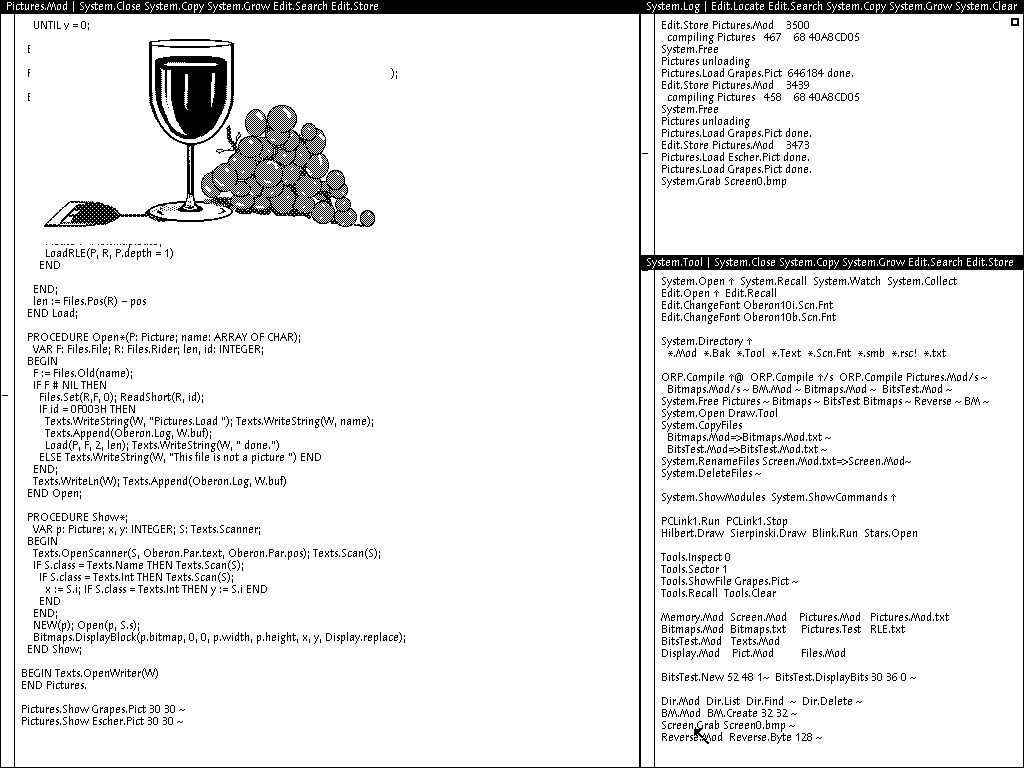 Pictures.Mod | System.Close System.Copy System.Grow Edit.Search Edit.Store
UNTIL y = 0;
);
LoadRLE(P, R, P.depth = 1)
END
END;
len := Files.Pos(R) – pos
END Load;
PROCEDURE Open*(P: Picture; name: ARRAY OF CHAR);
VAR F: Files.File; R: Files.Rider; len, id: INTEGER;
BEGIN
F := Files.Old(name);
IF F # NIL THEN
Files.Set(R,F, 0); ReadShort(R, id);
IF id = 0F003H THEN
Texts.WriteString(W, "Pictures.Load "); Texts.WriteString(W, name);
Texts.Append(Oberon.Log, W.buf);
Load(P, F, 2, len); Texts.WriteString(W, " done.")
ELSE Texts.WriteString(W, "This file is not a picture ") END
END;
Texts.WriteLn(W); Texts.Append(Oberon.Log, W.buf)
END Open;
PROCEDURE Show*;
VAR p: Picture; x, y: INTEGER; S: Texts.Scanner;
BEGIN
Texts.OpenScanner(S, Oberon.Par.text, Oberon.Par.pos); Texts.Scan(S);
IF S.class = Texts.Name THEN Texts.Scan(S);
IF S.class = Texts.Int THEN Texts.Scan(S);
x := S.i; IF S.class = Texts.Int THEN y := S.i END
END
END;
NEW(p); Open(p, S.s);
Bitmaps.DisplayBlock(p.bitmap, 0, 0, p.width, p.height, x, y, Display.replace);
END Show;
BEGIN Texts.OpenWriter(W)
END Pictures.
Pictures.Show Grapes.Pict 30 30 ~
Pictures.Show Escher.Pict 30 30 ~
System.Log | Edit.Locate Edit.Search System.Copy System.Grow System.Clear
Edit.Store Pictures.Mod 3500
compiling Pictures 467 68 40A8CD05
System.Free
Pictures unloading
Pictures.Load Grapes.Pict 646184 done.
Edit.Store Pictures.Mod 3439
compiling Pictures 458 68 40A8CD05
System.Free
Pictures unloading
Pictures.Load Grapes.Pict done.
Edit.Store Pictures.Mod 3473
Pictures.Load Escher.Pict done.
Pictures.Load Grapes.Pict done.
System.Grab Screen0.bmp
System.Tool | System.Close System.Copy System.Grow Edit.Search Edit.Store
System.Open ↑ System.Recall System.Watch System.Collect
Edit.Open ↑ Edit.Recall
Edit.ChangeFont Oberon10i.Scn.Fnt
Edit.ChangeFont Oberon10b.Scn.Fnt
System.Directory ↑
*.Mod *.Bak *.Tool *.Text *.Scn.Fnt *.smb *.rsc! *.txt
ORP.Compile ↑@ ORP.Compile ↑/s ORP.Compile Pictures.Mod/s ~
Bitmaps.Mod/s ~ BM.Mod ~ Bitmaps.Mod ~ BitsTest.Mod ~
System.Free Pictures ~ Bitmaps ~ BitsTest Bitmaps ~ Reverse ~ BM ~
System.Open Draw.Tool
System.CopyFiles
Bitmaps.Mod=>Bitmaps.Mod.txt ~
BitsTest.Mod=>BitsTest.Mod.txt ~
System.RenameFiles Screen.Mod.txt=>Screen.Mod~
System.DeleteFiles ~
System.ShowModules System.ShowCommands ↑
PCLink1.Run PCLink1.Stop
Hilbert.Draw Sierpinski.Draw Blink.Run Stars.Open
Tools.Inspect 0
Tools.Sector 1
Tools.ShowFile Grapes.Pict ~
Tools.Recall Tools.Clear
Memory.Mod Screen.Mod Pictures.Mod Pictures.Mod.txt
Bitmaps.Mod Bitmaps.txt Pictures.Test RLE.txt
BitsTest.Mod Texts.Mod
Display.Mod Pict.Mod Files.Mod
BitsTest.New 52 48 1~ BitsTest.DisplayBits 30 36 0 ~
Dir.Mod Dir.List Dir.Find ~ Dir.Delete ~
BM.Mod BM.Create 32 32 ~
Screen.Grab Screen0.bmp ~
Reverse.Mod Reverse.Byte 128 ~